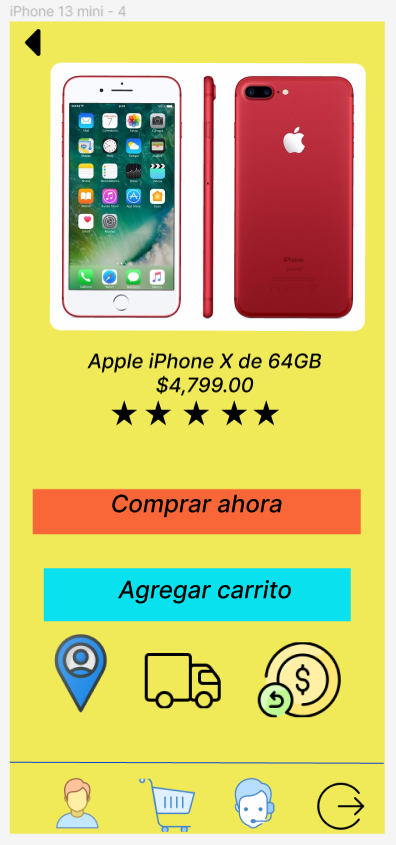 iPhone 13 mini - 4
Apple iPhone X de 64GB
$4,799.00
Comprar ahora
Agregar carrito
$